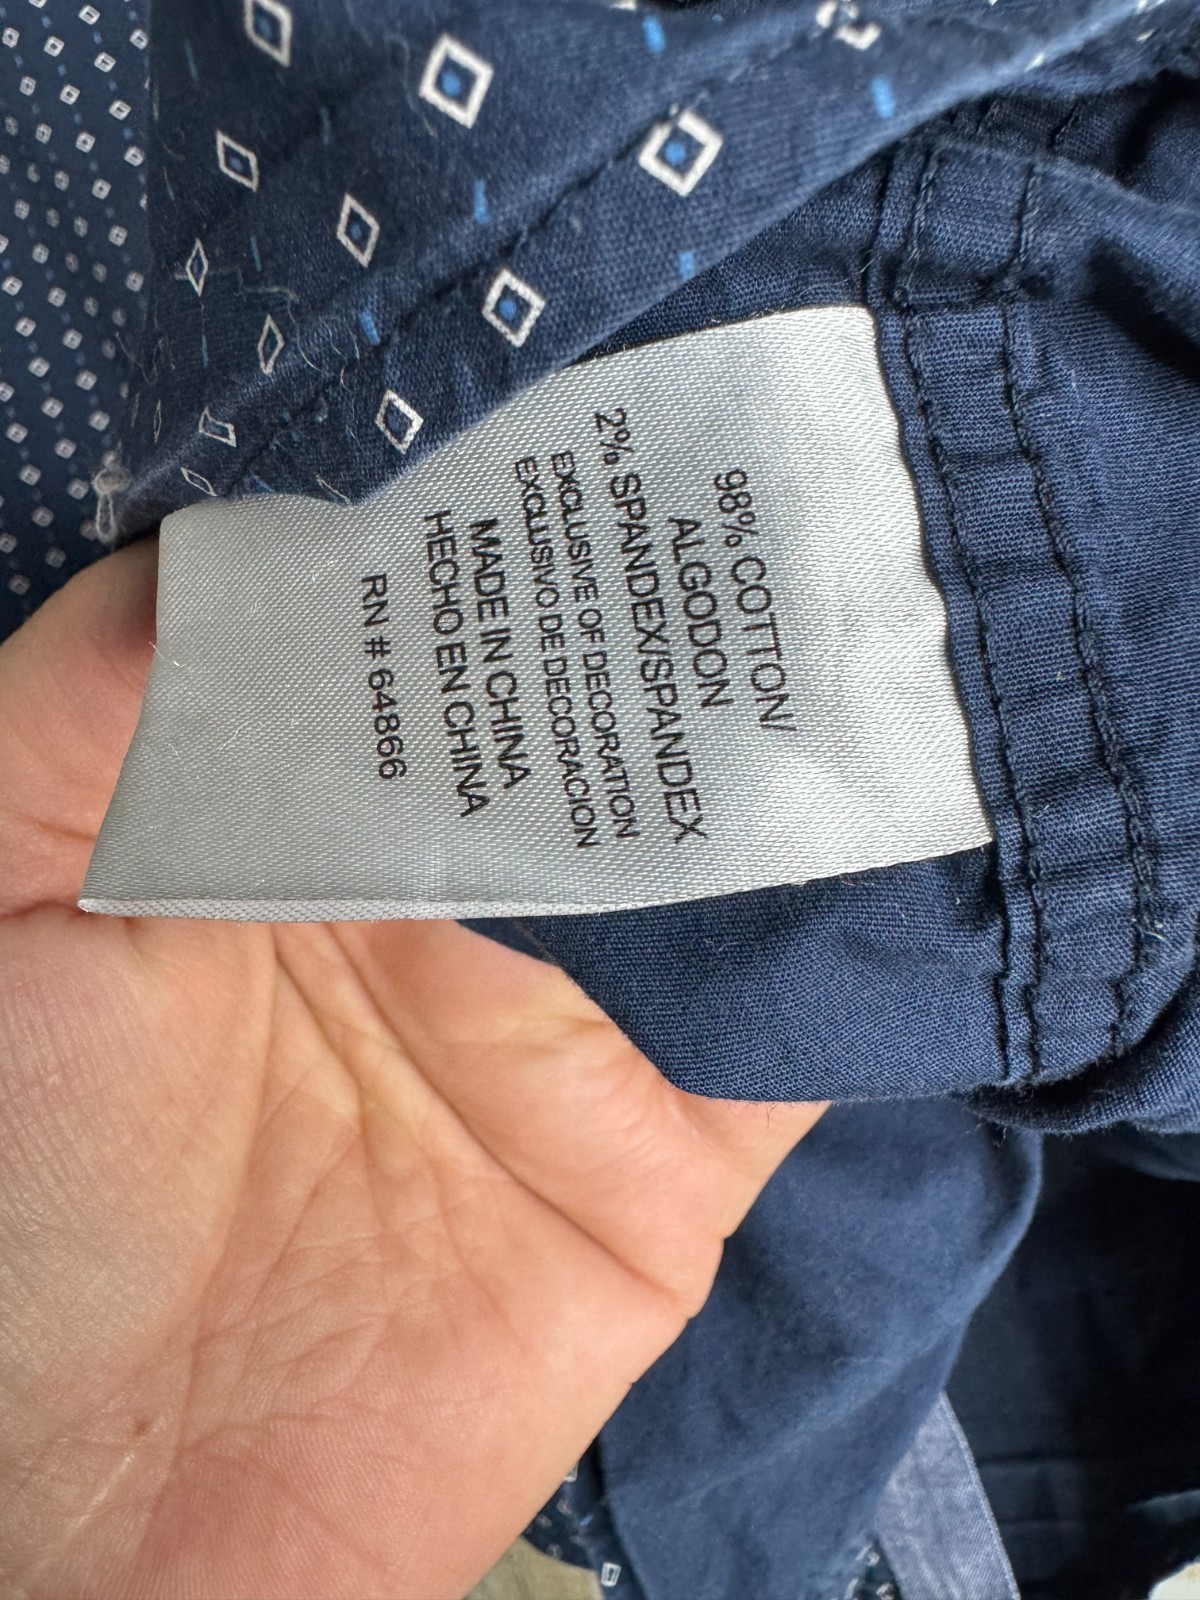 98% COTTON/
ALGODON
2% SPANDEX/SPANDEX
EXCLUSIVE OF DECORATION
EXCLUSIVO DE DECORACION
MADE IN CHINA
HECHO EN CHINA
RN # 64866